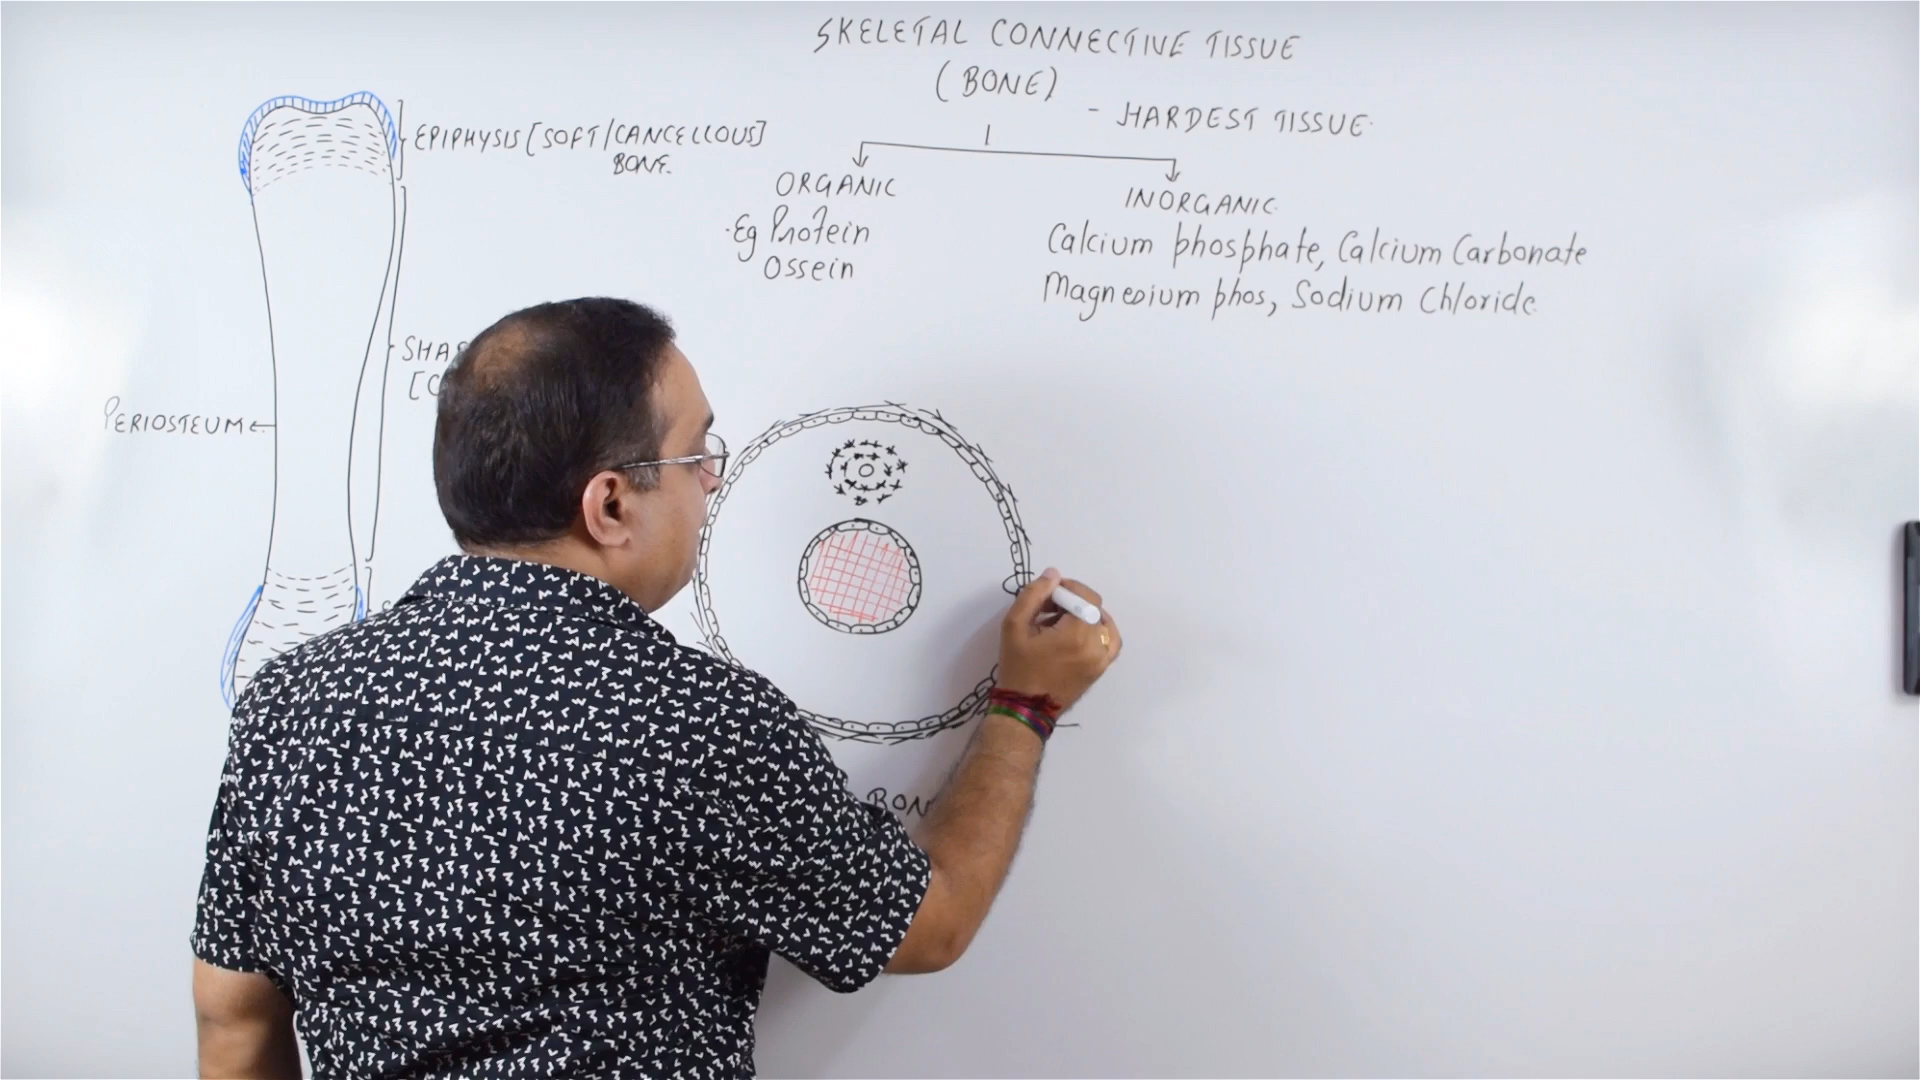 SKELETAL CONNECTIVE TISSUE
(BONE)
- HARDEST TISSUE
EPIPHYSIS [SOFT/CANCELLOUS]
BONE.
ORGANIC
Eg Protein
Ossein
INORGANIC
Calcium phosphate, Calcium Carbonate
Magnesium phos, Sodium Chloride
PERIOSTEUM